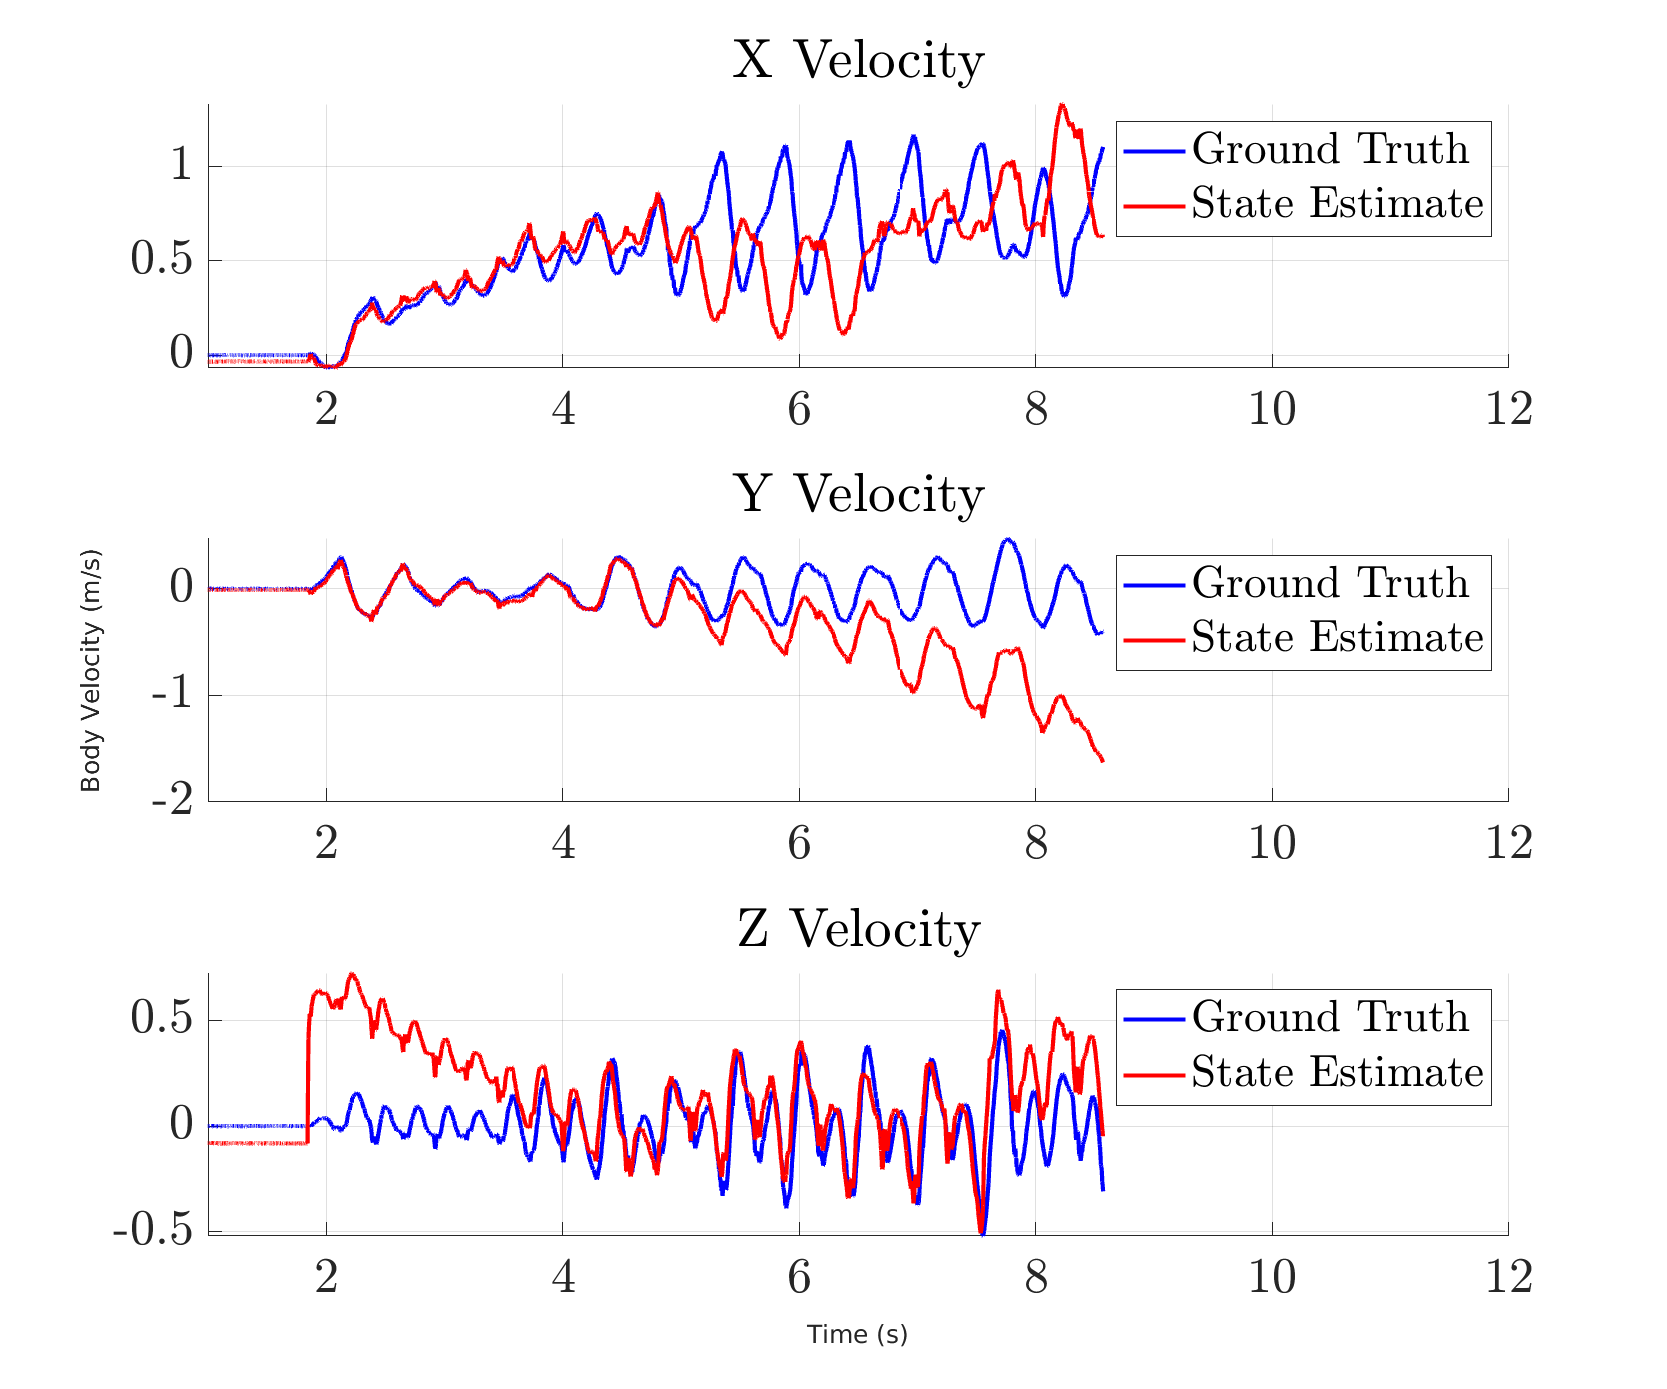 X Velocity
1
0.5
0
Ground Truth
State Estimate
2 4 6 8 10 12
Y Velocity
Body Velocity (m/s)
0
-1
-2
Ground Truth
State Estimate
2 4 6 8 10 12
Z Velocity
0.5
0
-0.5
Ground Truth
State Estimate
2 4 6 8 10 12
Time (s)